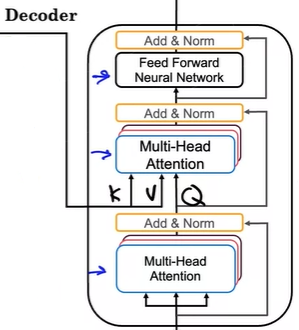 Decoder
Add & Norm
Feed Forward
Neural Network
Add & Norm
Multi-Head
Attention
K V Q
Add & Norm
Multi-Head
Attention